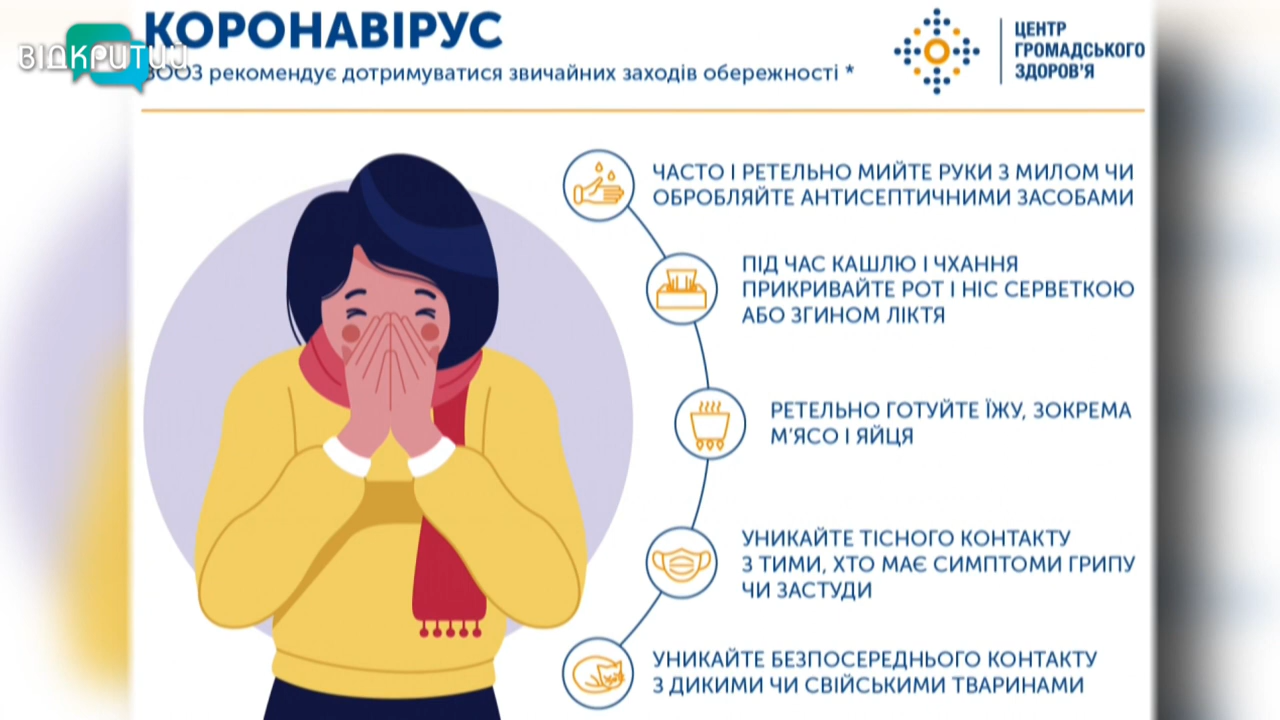 КОРОНАВІРУС
ВІДКРИТИЙ
ВООЗ рекомендує дотримуватися звичайних заходів обережності *
ЦЕНТР
ГРОМАДСЬКОГО
ЗДОРОВ'Я
ЧАСТО І РЕТЕЛЬНО МИЙТЕ РУКИ З МИЛОМ ЧИ
ОБРОБЛЯЙТЕ АНТИСЕПТИЧНИМИ ЗАСОБАМИ
ПІД ЧАС КАШЛЮ І ЧХАННЯ
ПРИКРИВАЙТЕ РОТ І НІС СЕРВЕТКОЮ
АБО ЗГИНОМ ЛІКТЯ
РЕТЕЛЬНО ГОТУЙТЕ ЇЖУ, ЗОКРЕМА
М'ЯСО І ЯЙЦЯ
УНИКАЙТЕ ТІСНОГО КОНТАКТУ
З ТИМИ, ХТО МАЄ СИМПТОМИ ГРИПУ
ЧИ ЗАСТУДИ
УНИКАЙТЕ БЕЗПОСЕРЕДНЬОГО КОНТАКТУ
З ДИКИМИ ЧИ СВІЙСЬКИМИ ТВАРИНАМИ